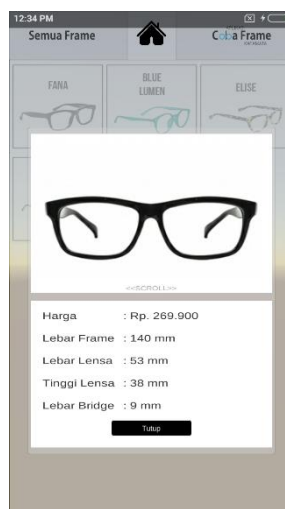 12:34 PM
Semua Frame
Coba Frame
FANA
BLUE
LUMEN
ELISE
<<SCROLL>>
Harga : Rp. 269.900
Lebar Frame : 140 mm
Lebar Lensa : 53 mm
Tinggi Lensa : 38 mm
Lebar Bridge : 9 mm
Tutup